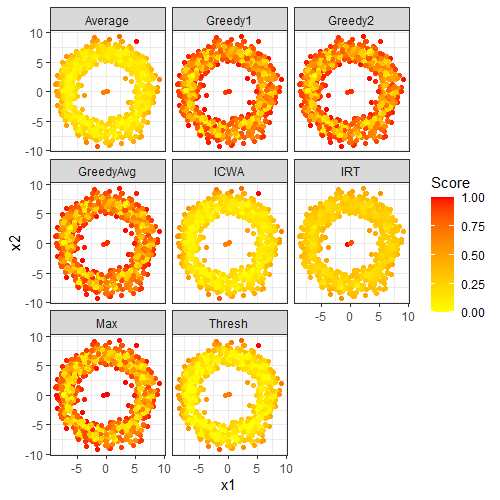 Average Greedy1 Greedy2
10
5
0
-5
-10
GreedyAvg ICWA IRT
10
5
0
-5
-10
-5 0 5 10
Max Thresh
10
5
0
-5
-10
-5 0 5 10 -5 0 5 10
x1
x2
Score
1.00
0.75
0.50
0.25
0.00